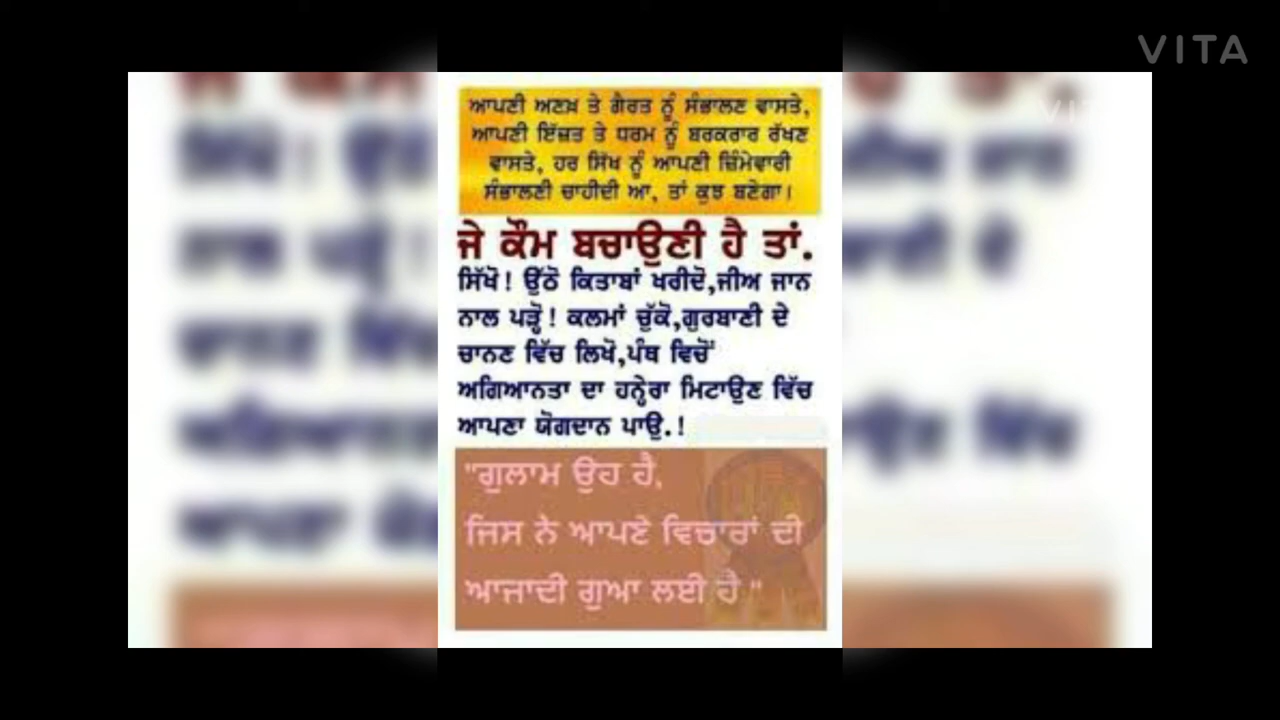 VITA
ਆਪਣੀ ਅਣਖ਼ ਤੇ ਗੈਰਤ ਨੂੰ ਸੰਭਾਲਣ ਵਾਸਤੇ,
ਆਪਣੀ ਇੱਜ਼ਤ ਤੇ ਧਰਮ ਨੂੰ ਬਰਕਰਾਰ ਰੱਖਣ
ਵਾਸਤੇ, ਹਰ ਸਿੱਖ ਨੂੰ ਆਪਣੀ ਜ਼ਿੰਮੇਵਾਰੀ
ਸੰਭਾਲਣੀ ਚਾਹੀਦੀ ਆ, ਤਾਂ ਕੁਝ ਬਣੇਗਾ।
ਜੇ ਕੌਮ ਬਚਾਉਣੀ ਹੈ ਤਾਂ.
ਸਿੱਖੋ! ਉੱਠੋ ਕਿਤਾਬਾਂ ਖਰੀਦੋ,ਜੀਅ ਜਾਨ
ਨਾਲ ਪੜ੍ਹੋ! ਕਲਮਾਂ ਚੁੱਕੋ,ਗੁਰਬਾਣੀ ਦੇ
ਚਾਨਣ ਵਿੱਚ ਲਿਖੋ,ਪੰਥ ਵਿਚੋਂ
ਅਗਿਆਨਤਾ ਦਾ ਹਨ੍ਹੇਰਾ ਮਿਟਾਉਣ ਵਿੱਚ
ਆਪਣਾ ਯੋਗਦਾਨ ਪਾਉ.!
"ਗੁਲਾਮ ਉਹ ਹੈ,
ਜਿਸ ਨੇ ਆਪਣੇ ਵਿਚਾਰਾਂ ਦੀ
ਆਜਾਦੀ ਗੁਆ ਲਈ ਹੈ "